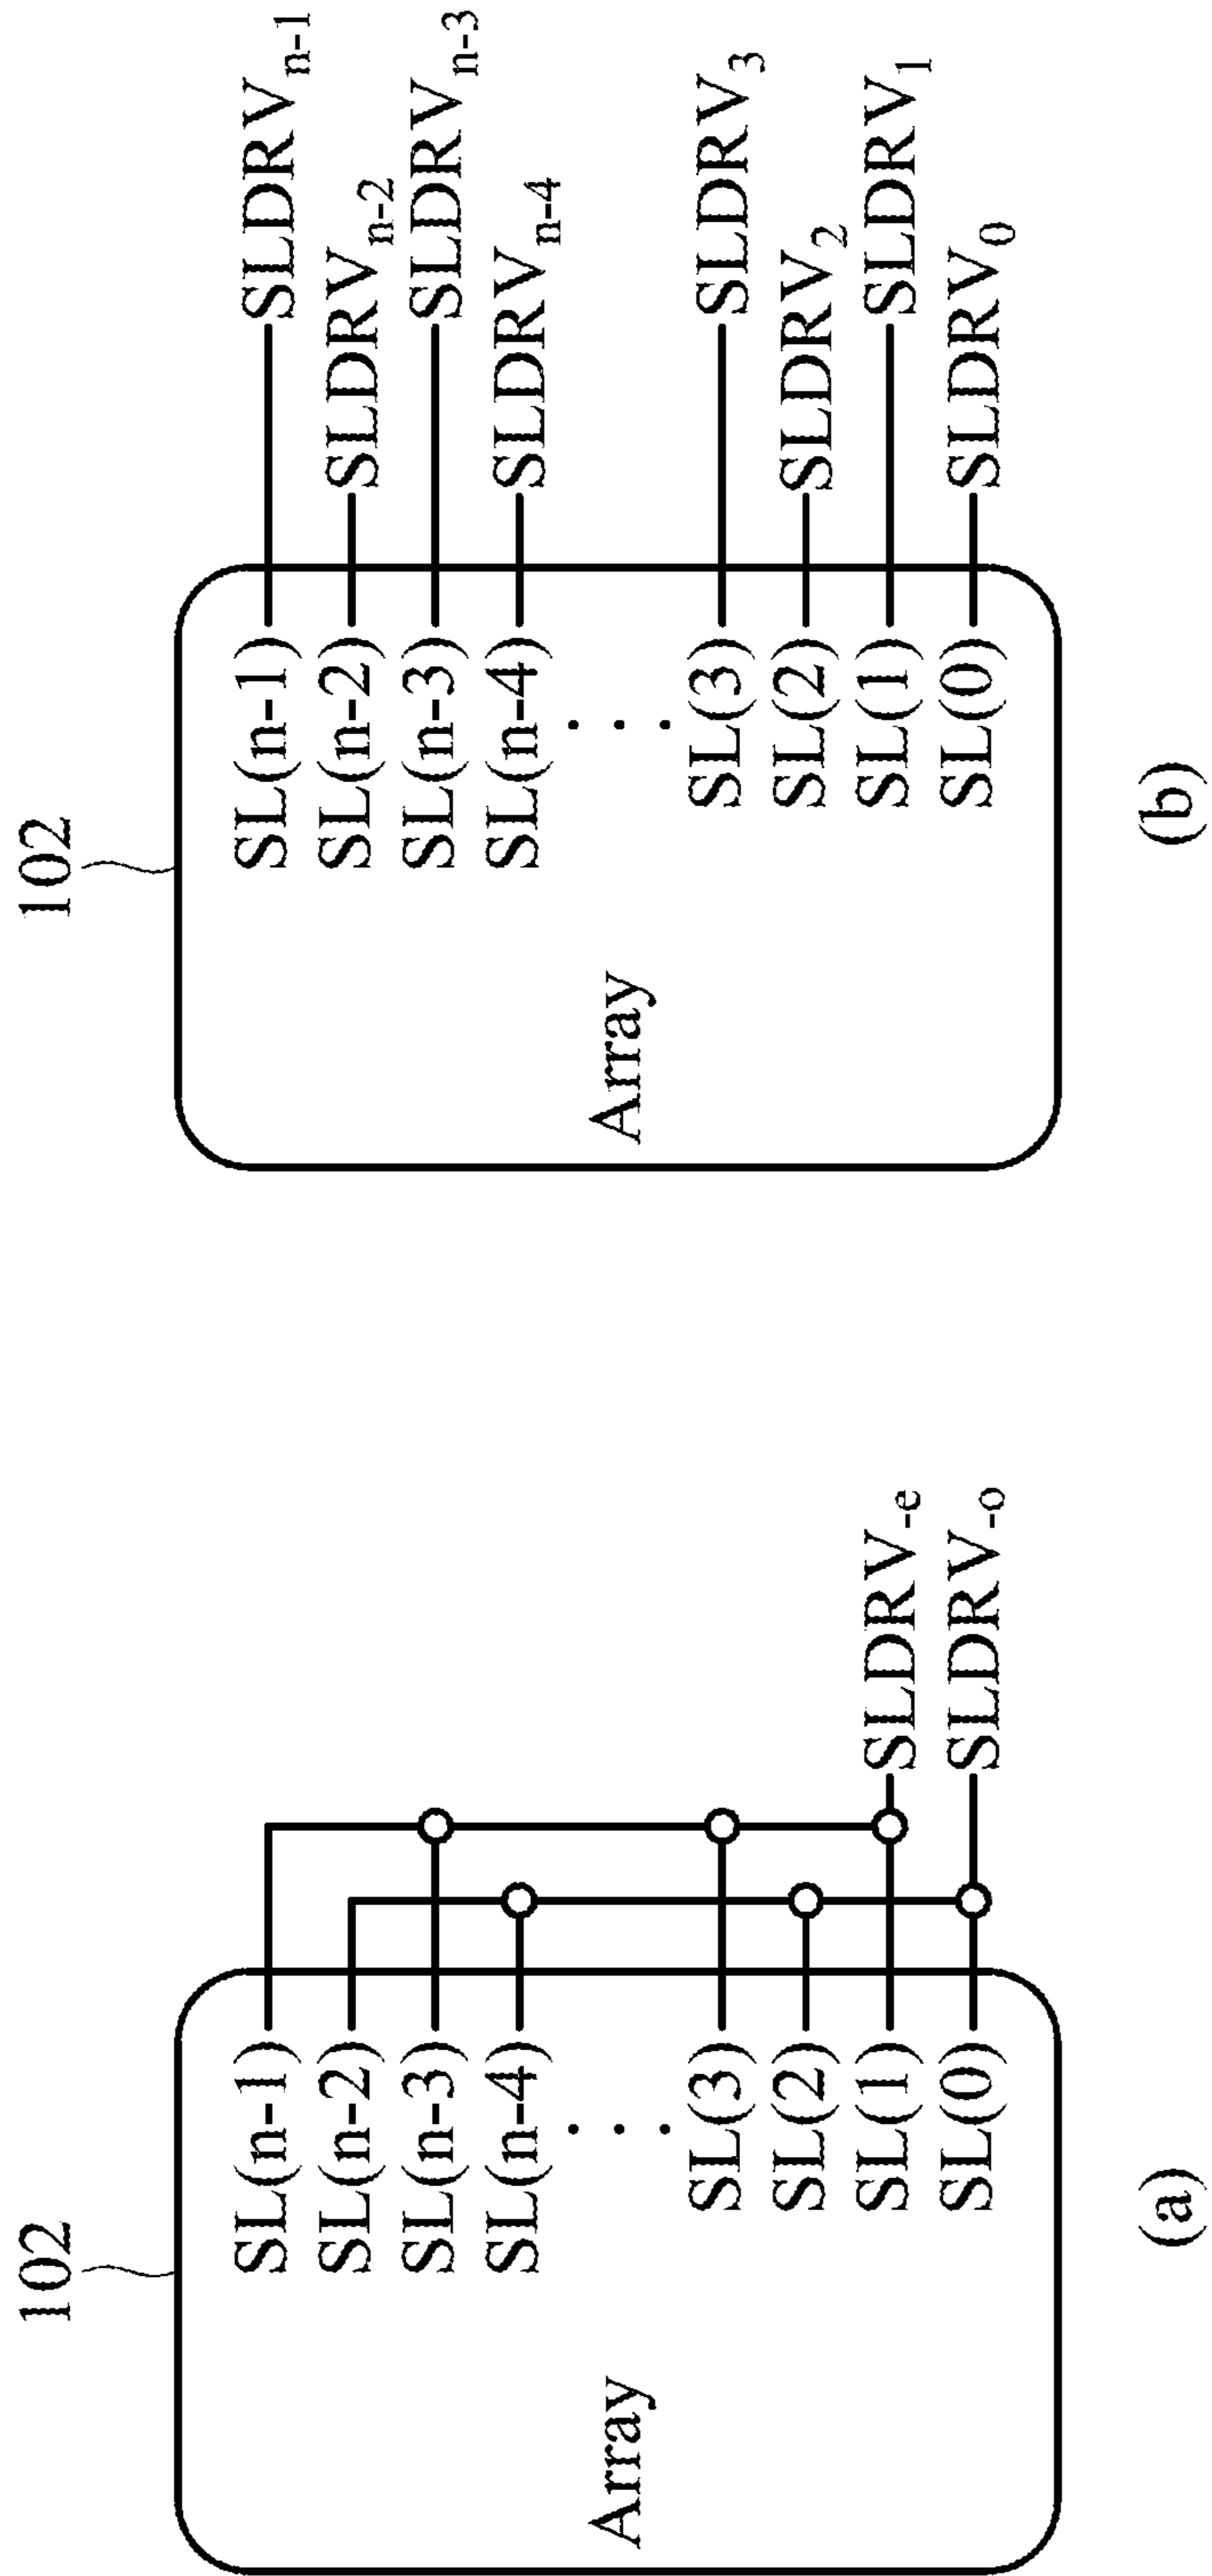 102
Array
SL(n-1)
SL(n-2)
SL(n-3)
SL(n-4)
. . .
SL(3)
SL(2)
SL(1)
SL(0)
SLDRV-e
SLDRV-o
(a)
102
Array
SL(n-1) SLDRVn-1
SL(n-2) SLDRVn-2
SL(n-3) SLDRVn-3
SL(n-4) SLDRVn-4
. . .
SL(3) SLDRV3
SL(2) SLDRV2
SL(1) SLDRV1
SL(0) SLDRV0
(b)